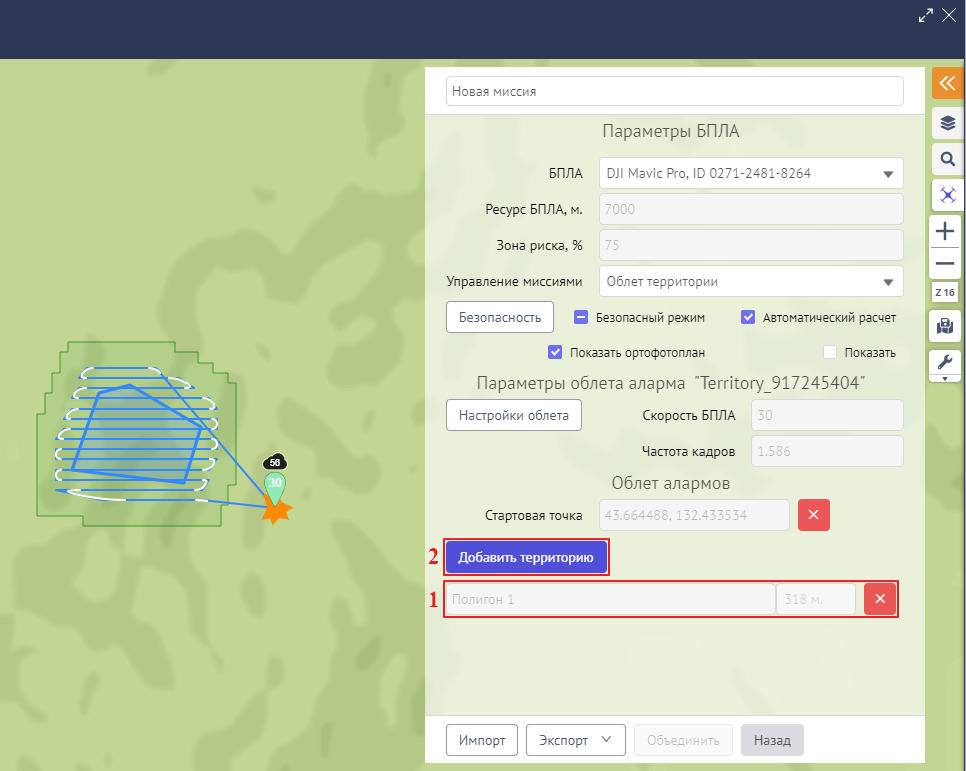 Новая миссия
Параметры БПЛА
БПЛА DJI Mavic Pro, ID 0271-2481-8264
Ресурс БПЛА, м. 7000
Зона риска, % 75
Управление миссиями Облет территории
Z 16
Безопасность Безопасный режим Автоматический расчет
Показать ортофотоплан Показать
Параметры облета аларма "Territory_917245404"
Настройки облета Скорость БПЛА 30
Частота кадров 1.586
56
30
Облет алармов
Стартовая точка 43.664488, 132.433534
2 Добавить территорию
1 Полигон 1 318 м.
Импорт Экспорт Объединить Назад